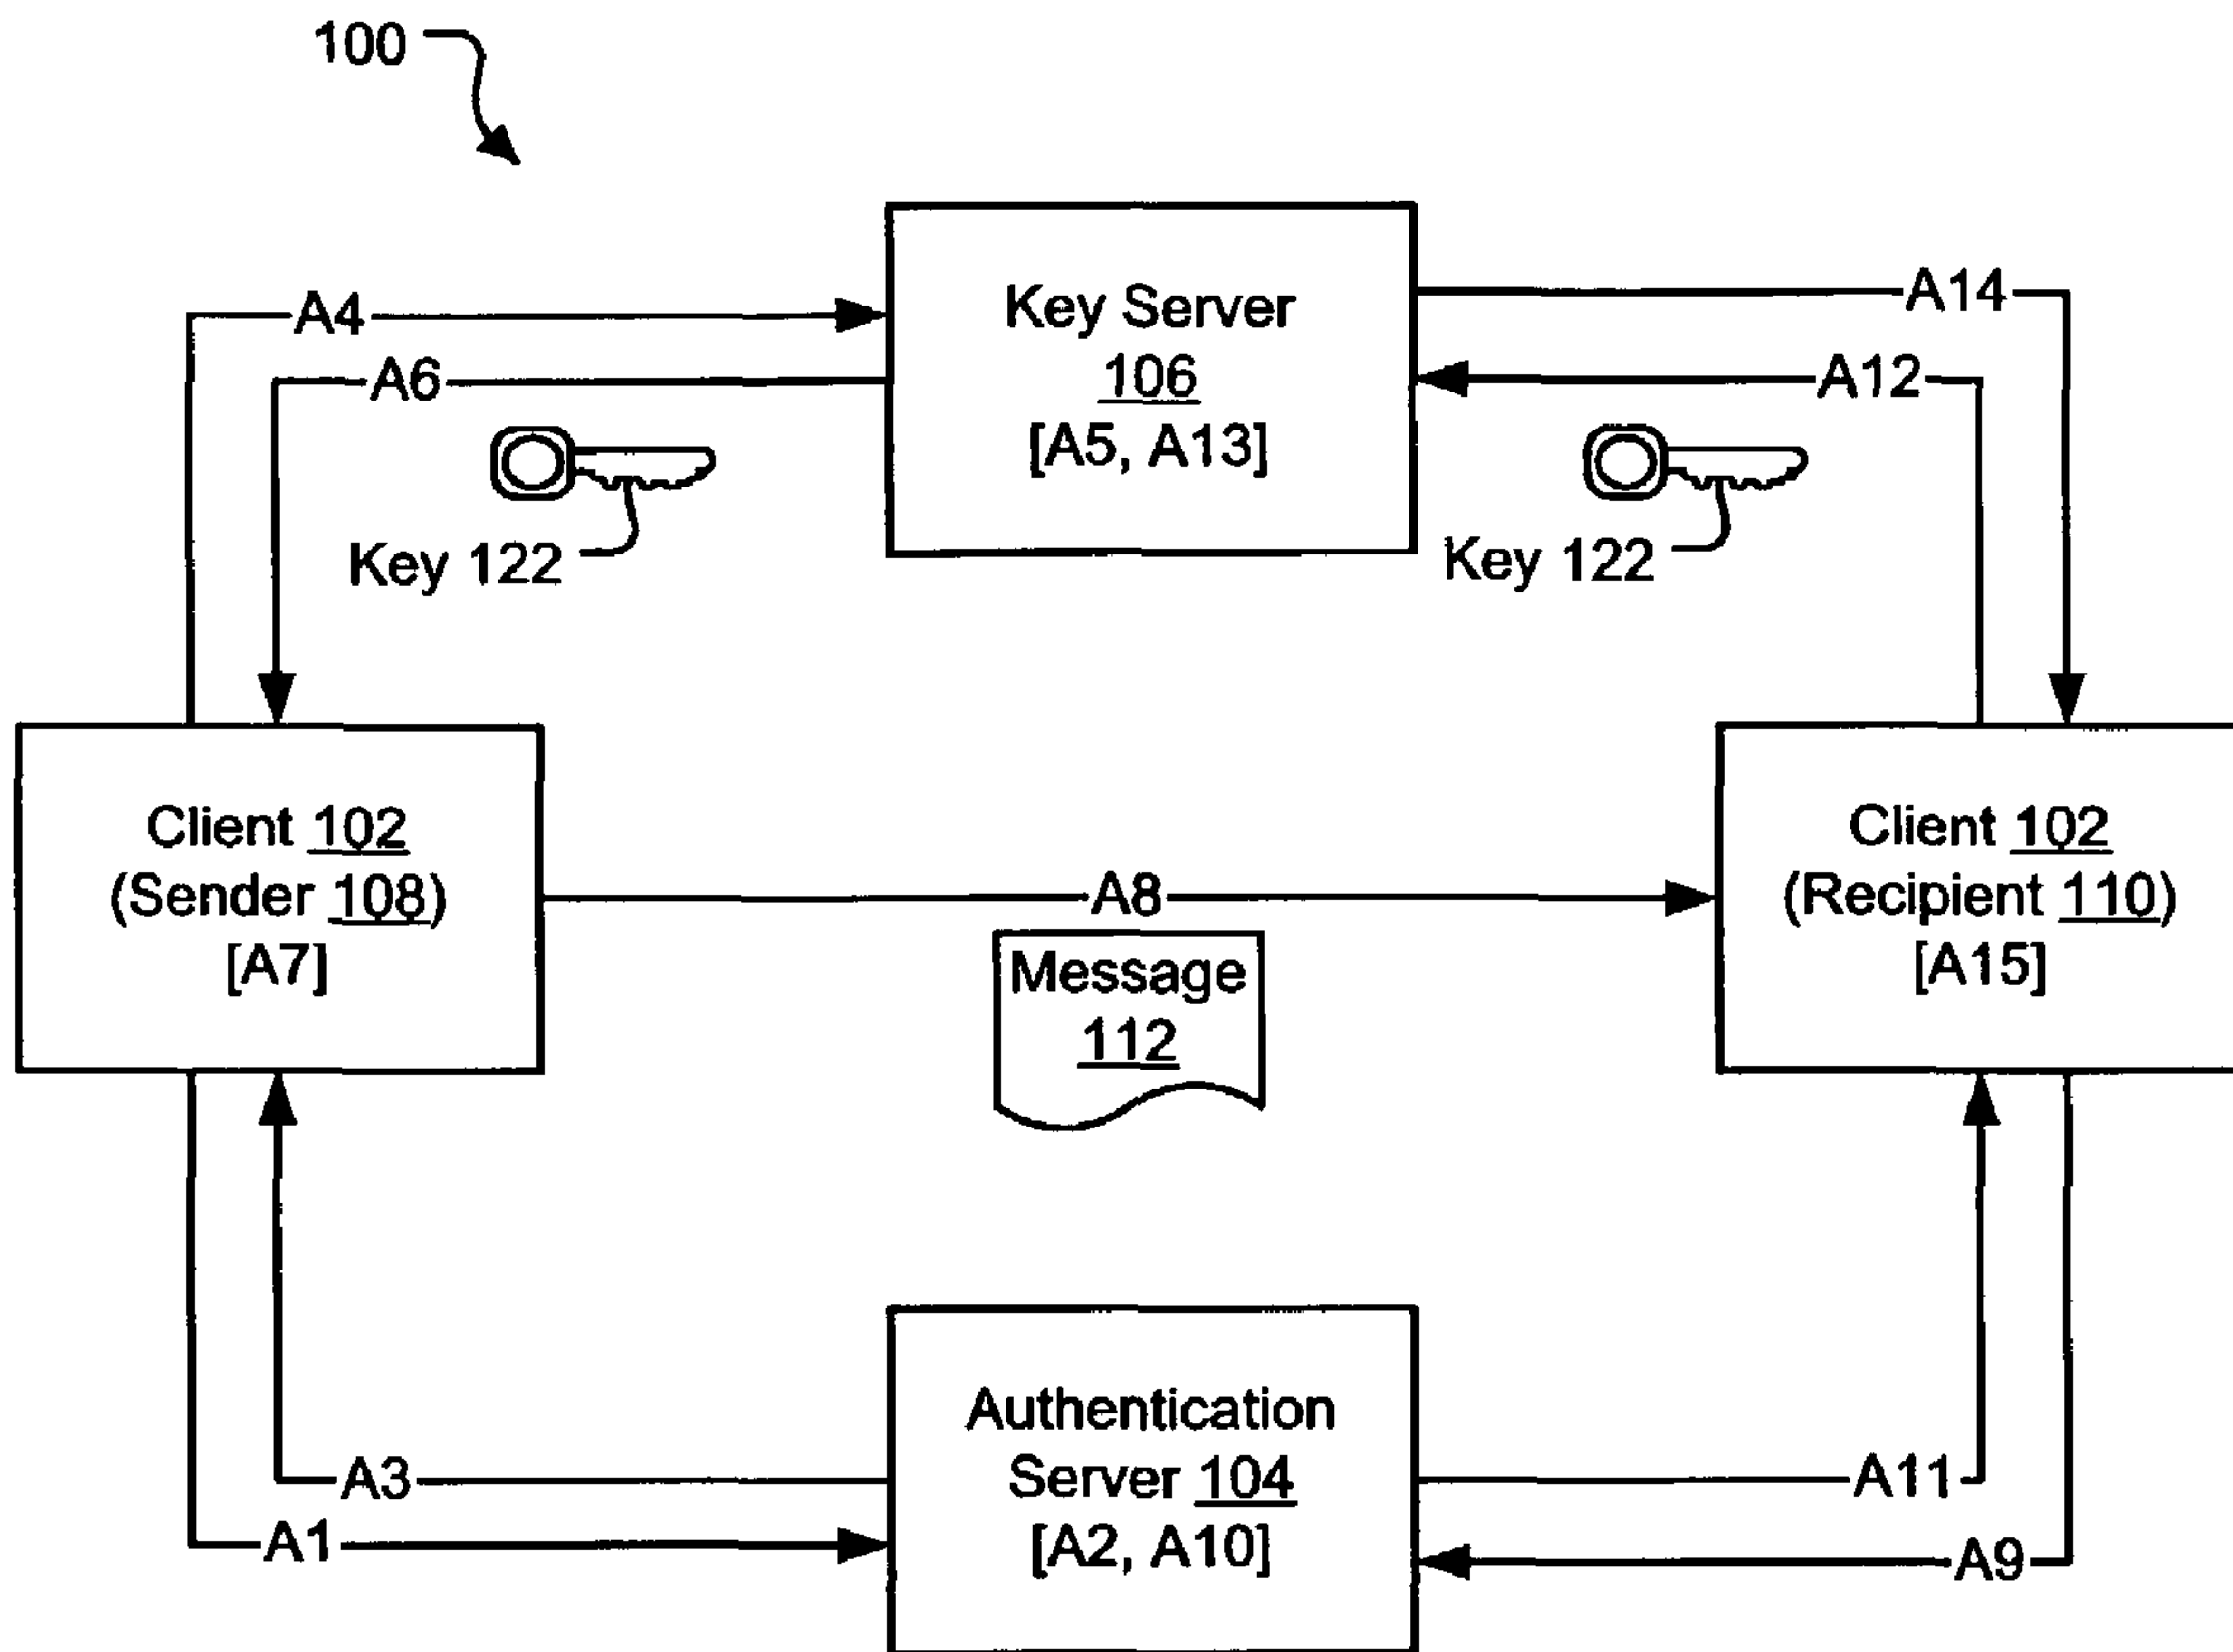 100
Key Server
106
[A5, A13]
A4
A6
A14
A12
Key 122
Key 122
Client 102
(Sender 108)
[A7]
A8
Message
112
Client 102
(Recipient 110)
[A15]
Authentication
Server 104
[A2, A10]
A3
A1
A11
A9